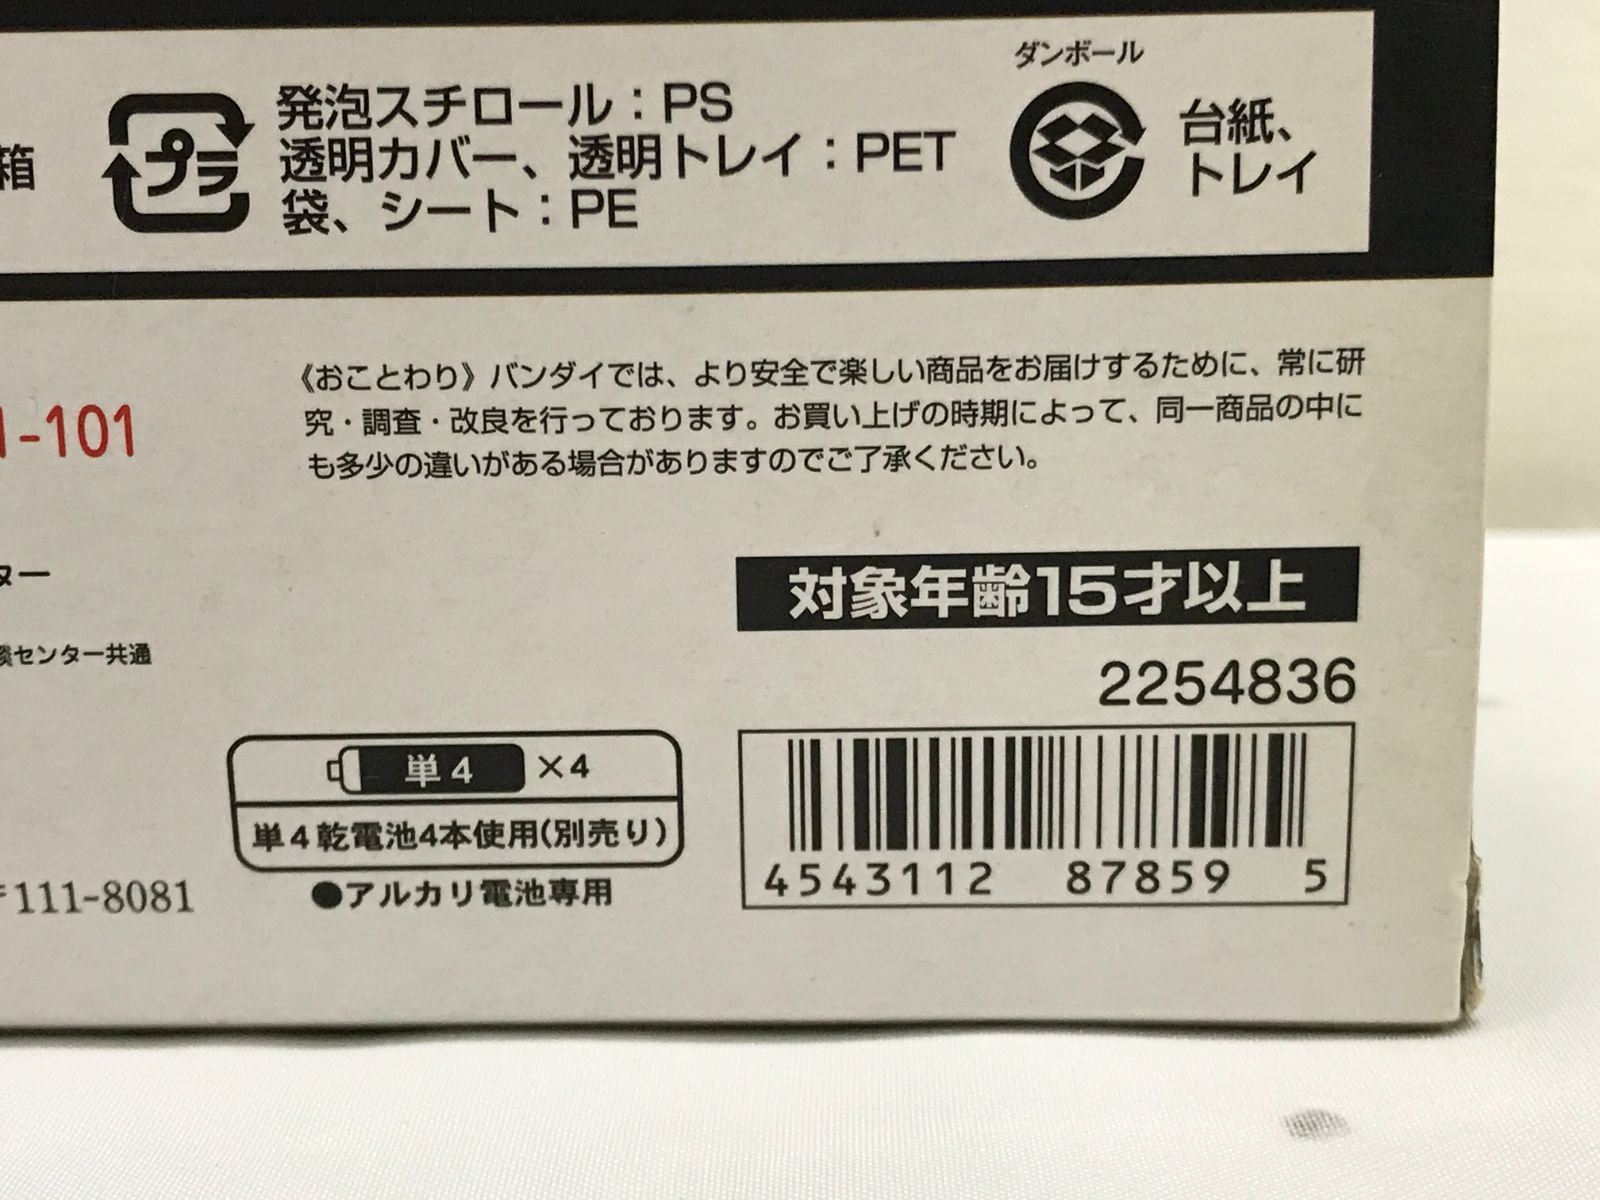 箱
プラ
発泡スチロール：PS
透明カバー、透明トレイ：PET
袋、シート：PE
ダンボール
台紙、
トレイ
1-101
《おことわり》バンダイでは、より安全で楽しい商品をお届けするために、常に研
究・調査・改良を行っております。お買い上げの時期によって、同一商品の中に
も多少の違いがある場合がありますのでご了承ください。
ター
談センター共通
〒111-8081
対象年齢15才以上
2254836
単4 ×4
単4乾電池4本使用(別売り)
●アルカリ電池専用
4543112 87859 5